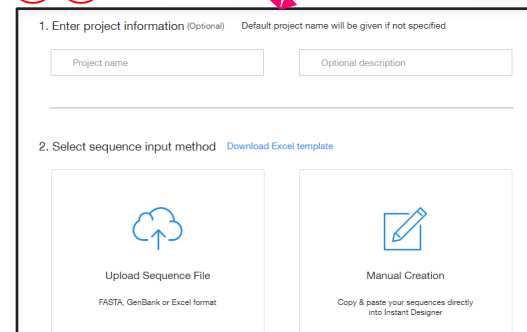 1. Enter project information (Optional) Default project name will be given if not specified
Project name Optional description
2. Select sequence input method Download Excel template
Upload Sequence File Manual Creation
FASTA, GenBank or Excel format Copy & paste your sequences directly
into Instant Designer